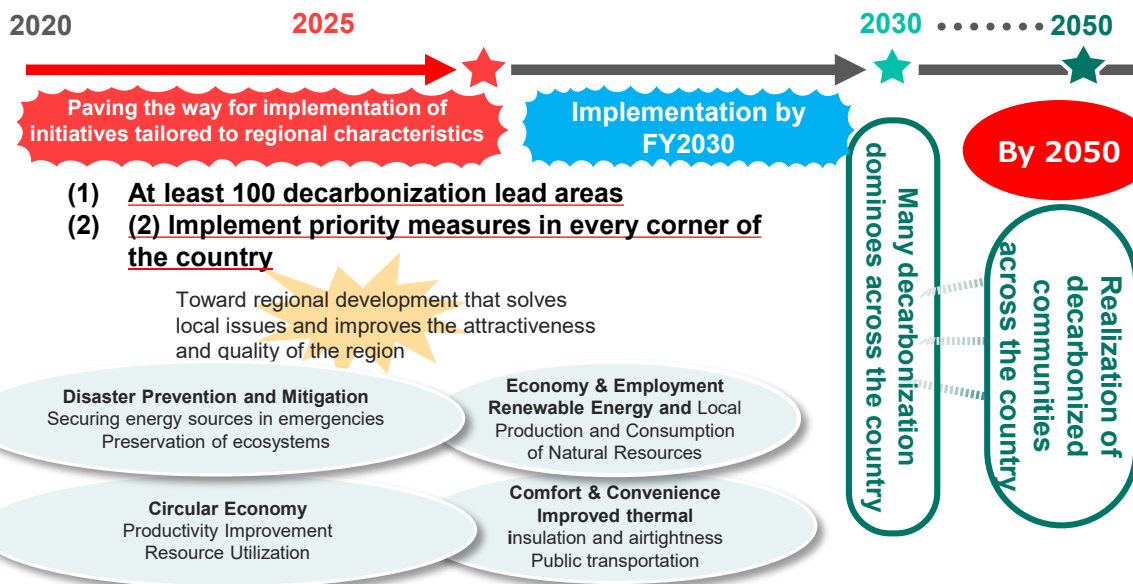 2020
2025
2030
2050
Paving the way for implementation of
initiatives tailored to regional characteristics
Implementation by
FY2030
By 2050
(1) At least 100 decarbonization lead areas
(2) (2) Implement priority measures in every corner of
the country
Toward regional development that solves
local issues and improves the attractiveness
and quality of the region
Disaster Prevention and Mitigation
Securing energy sources in emergencies
Preservation of ecosystems
Economy & Employment
Renewable Energy and Local
Production and Consumption
of Natural Resources
Circular Economy
Productivity Improvement
Resource Utilization
Comfort & Convenience
Improved thermal
insulation and airtightness
Public transportation
Many decarbonization
dominoes across the country
Realization of
decarbonized
communities
across the country